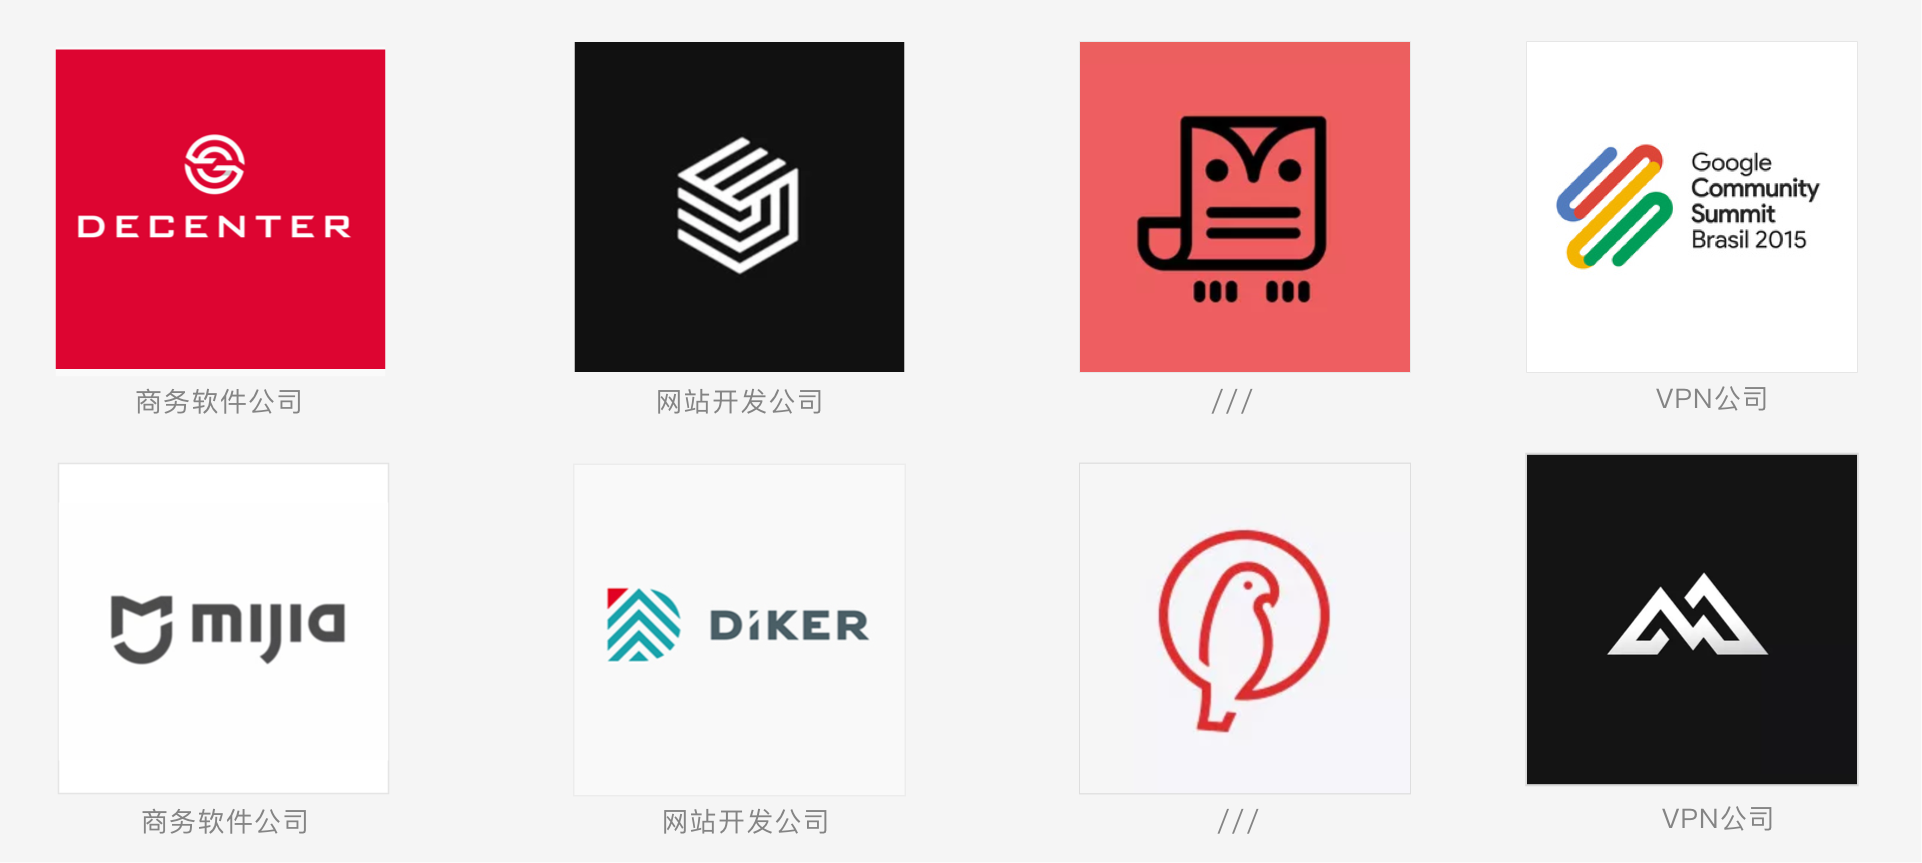 DECENTER
Google
Community
Summit
Brasil 2015
商务软件公司
网站开发公司
///
VPN公司
mijia
DiKER
商务软件公司
网站开发公司
///
VPN公司